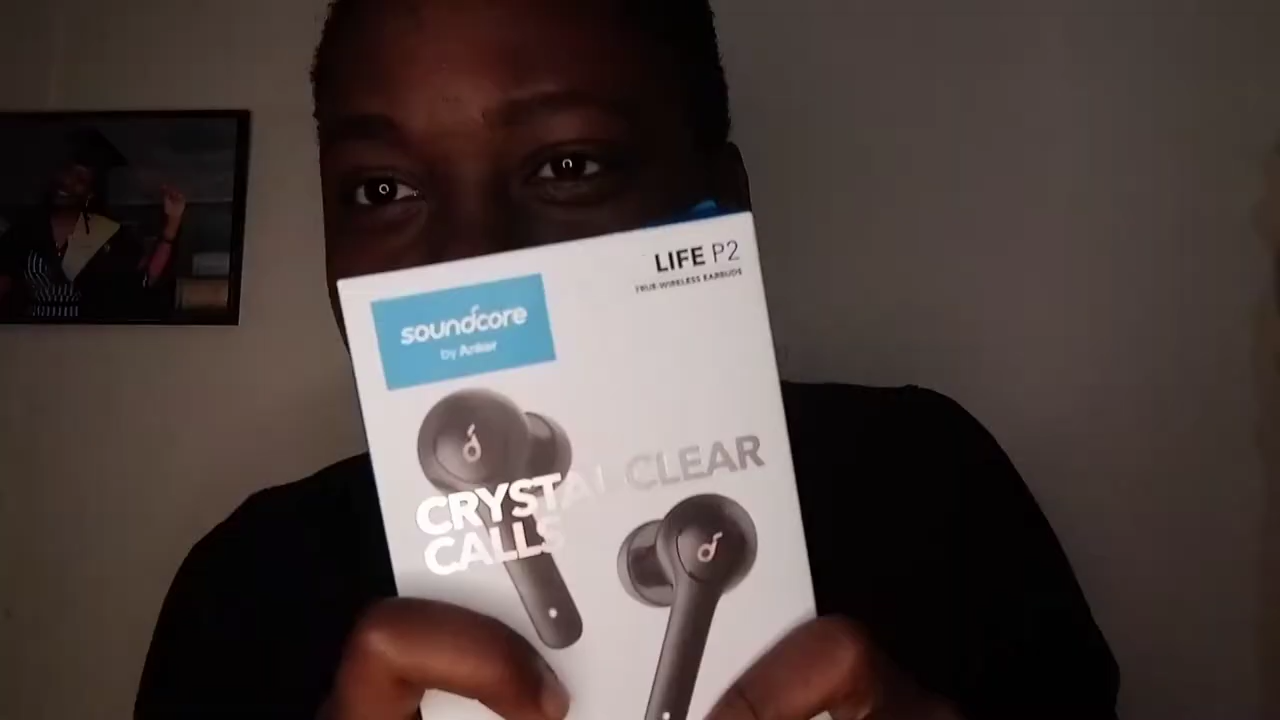 LIFE P2
TRUE-WIRELESS EARBUDS
soundcore
by Anker
CRYSTAL CLEAR
CALLS